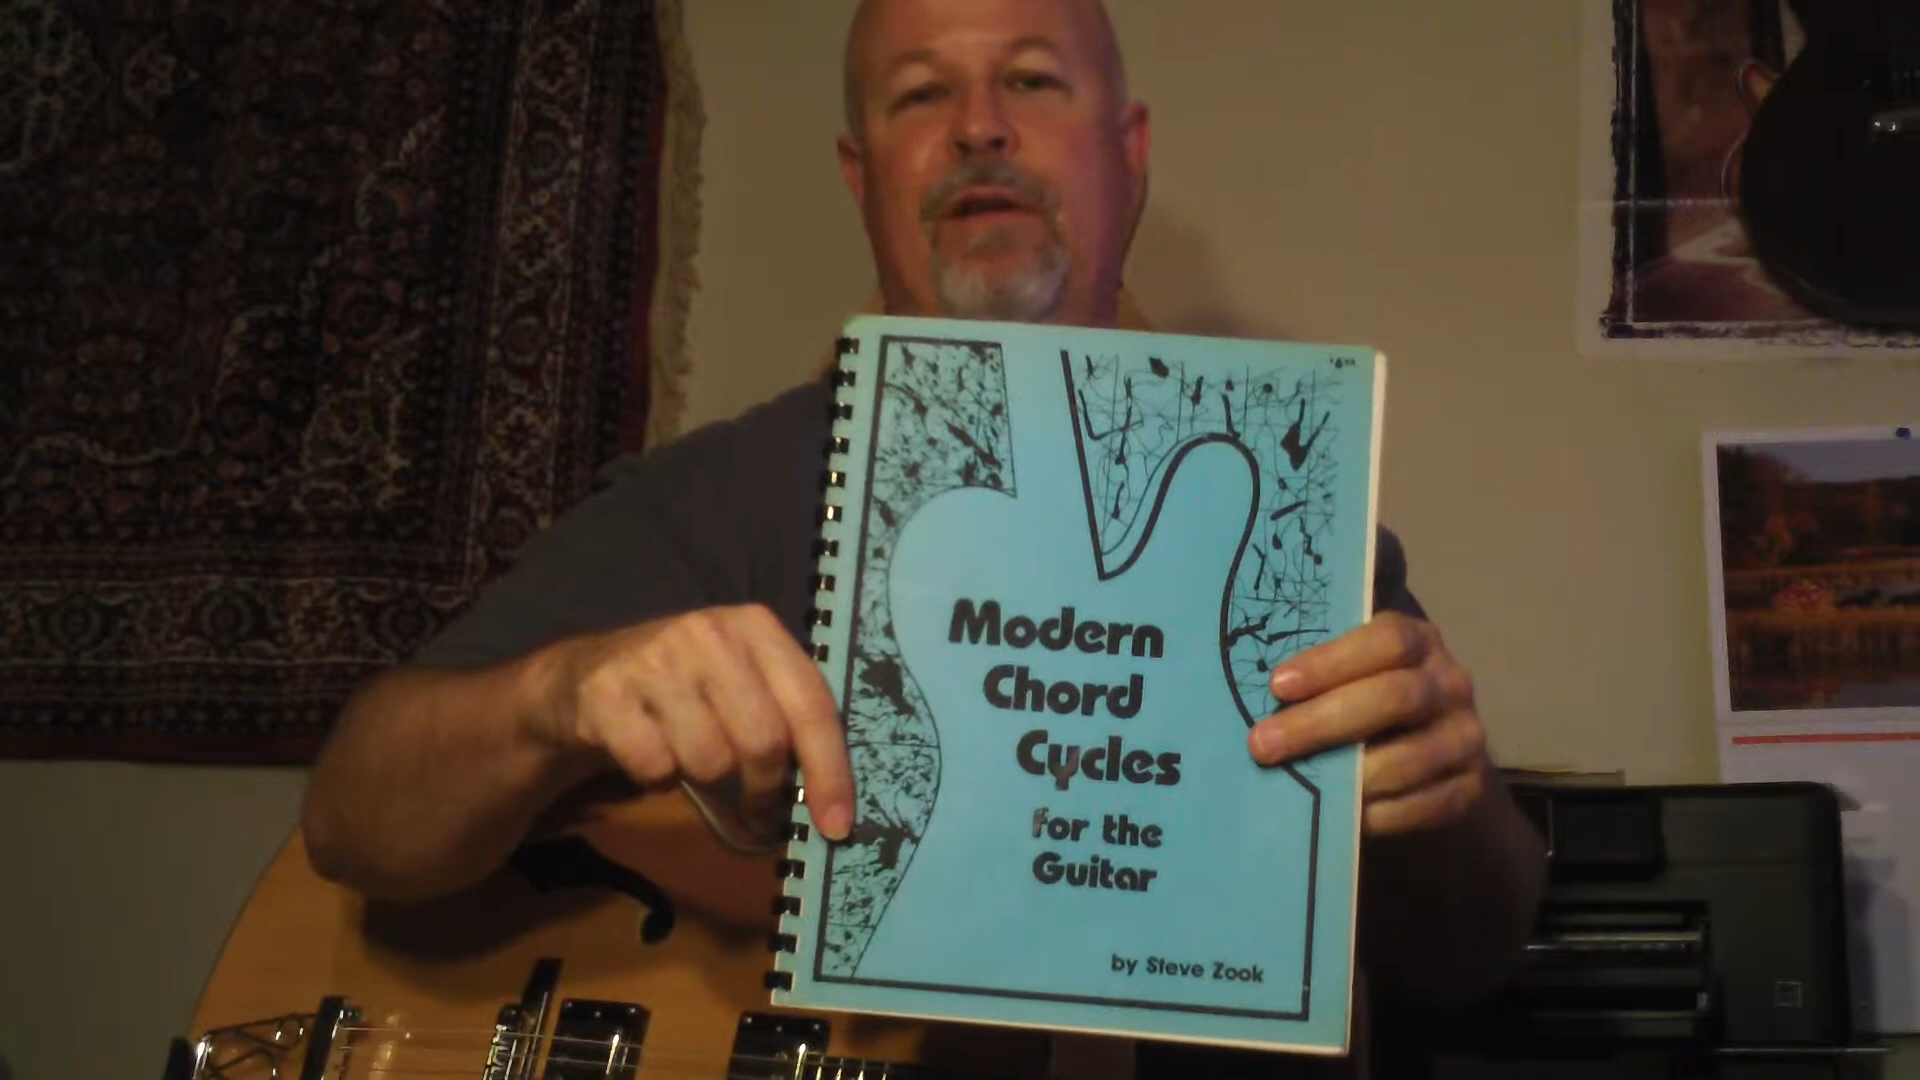 Modern
Chord
Cycles
for the
Guitar
by Steve Zook